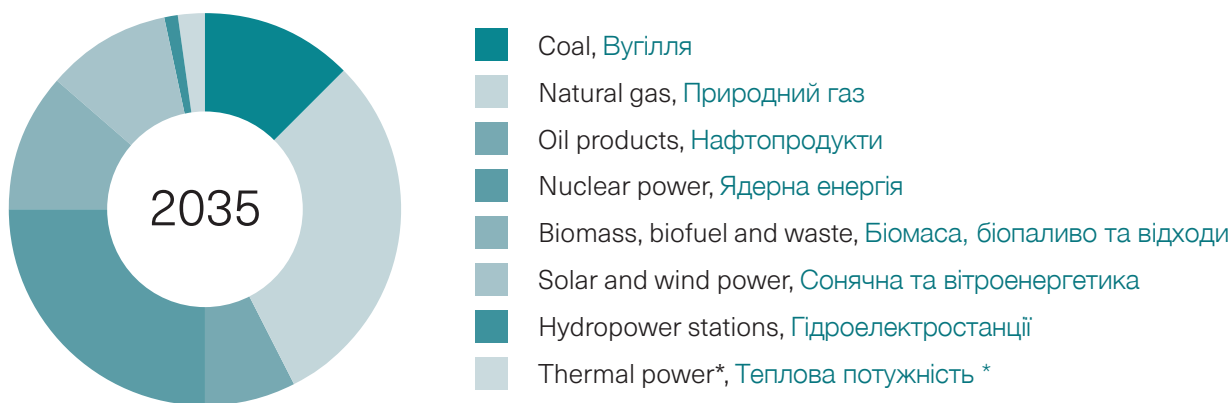 2035
Coal, Вугілля
Natural gas, Природний газ
Oil products, Нафтопродукти
Nuclear power, Ядерна енергія
Biomass, biofuel and waste, Біомаса, біопаливо та відходи
Solar and wind power, Сонячна та вітроенергетика
Hydropower stations, Гідроелектростанції
Thermal power*, Теплова потужність *